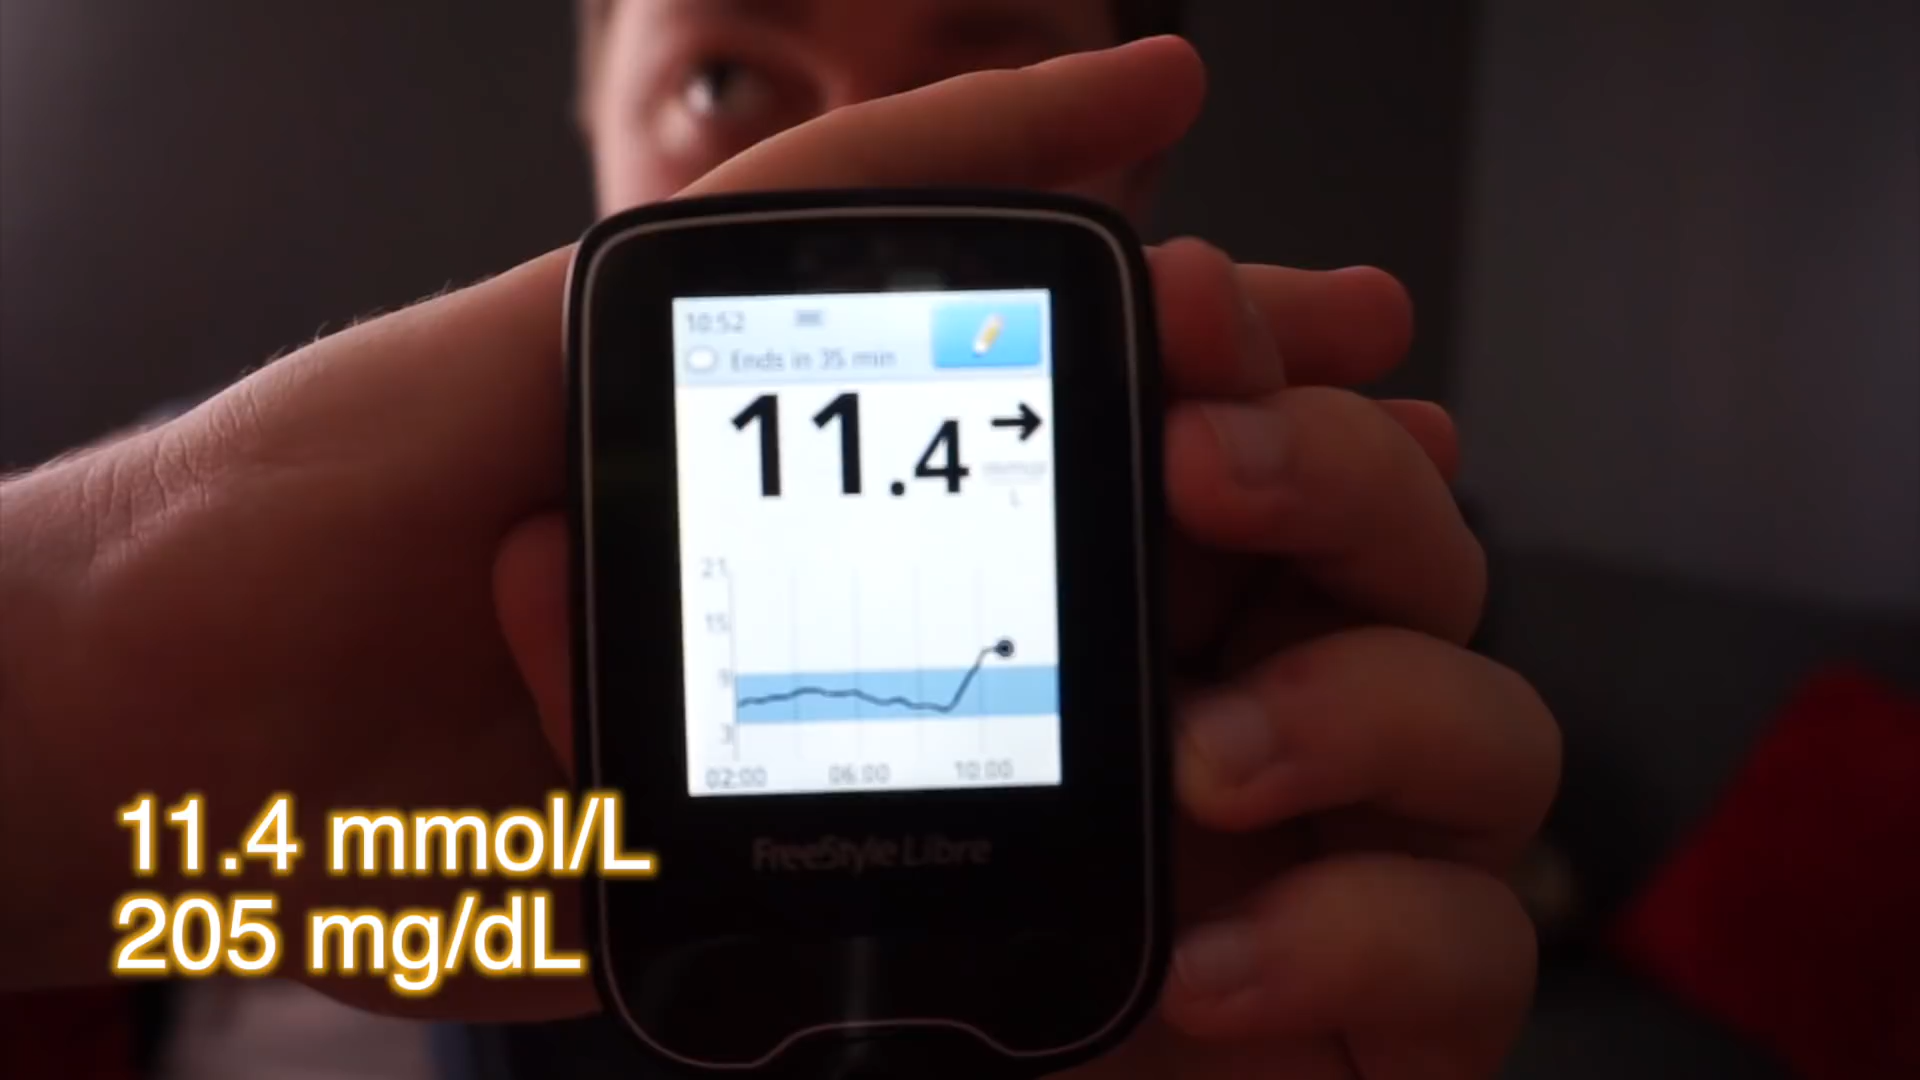 10:52
Ends in 35 min
11.4 →
mmol
L
21
15
9
3
02:00 06:00 10:00
FreeStyle Libre
11.4 mmol/L
205 mg/dL